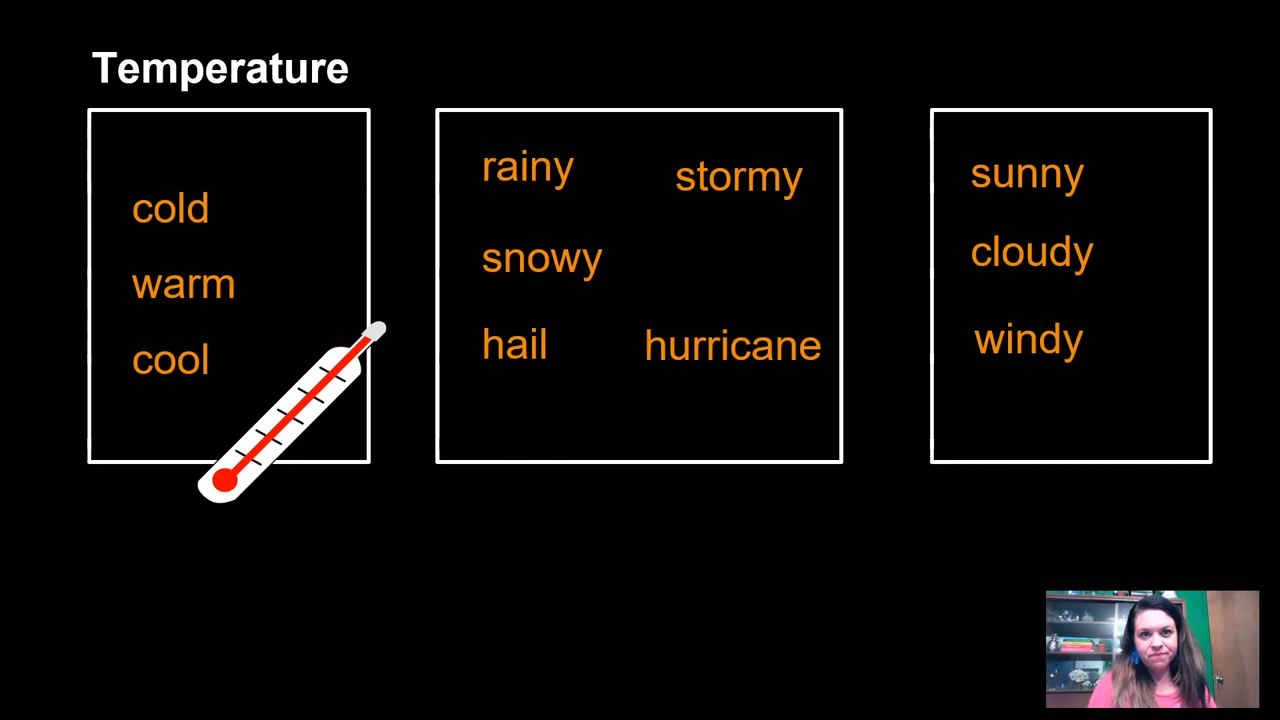 Temperature
cold
warm
cool
rainy
stormy
snowy
hail
hurricane
sunny
cloudy
windy